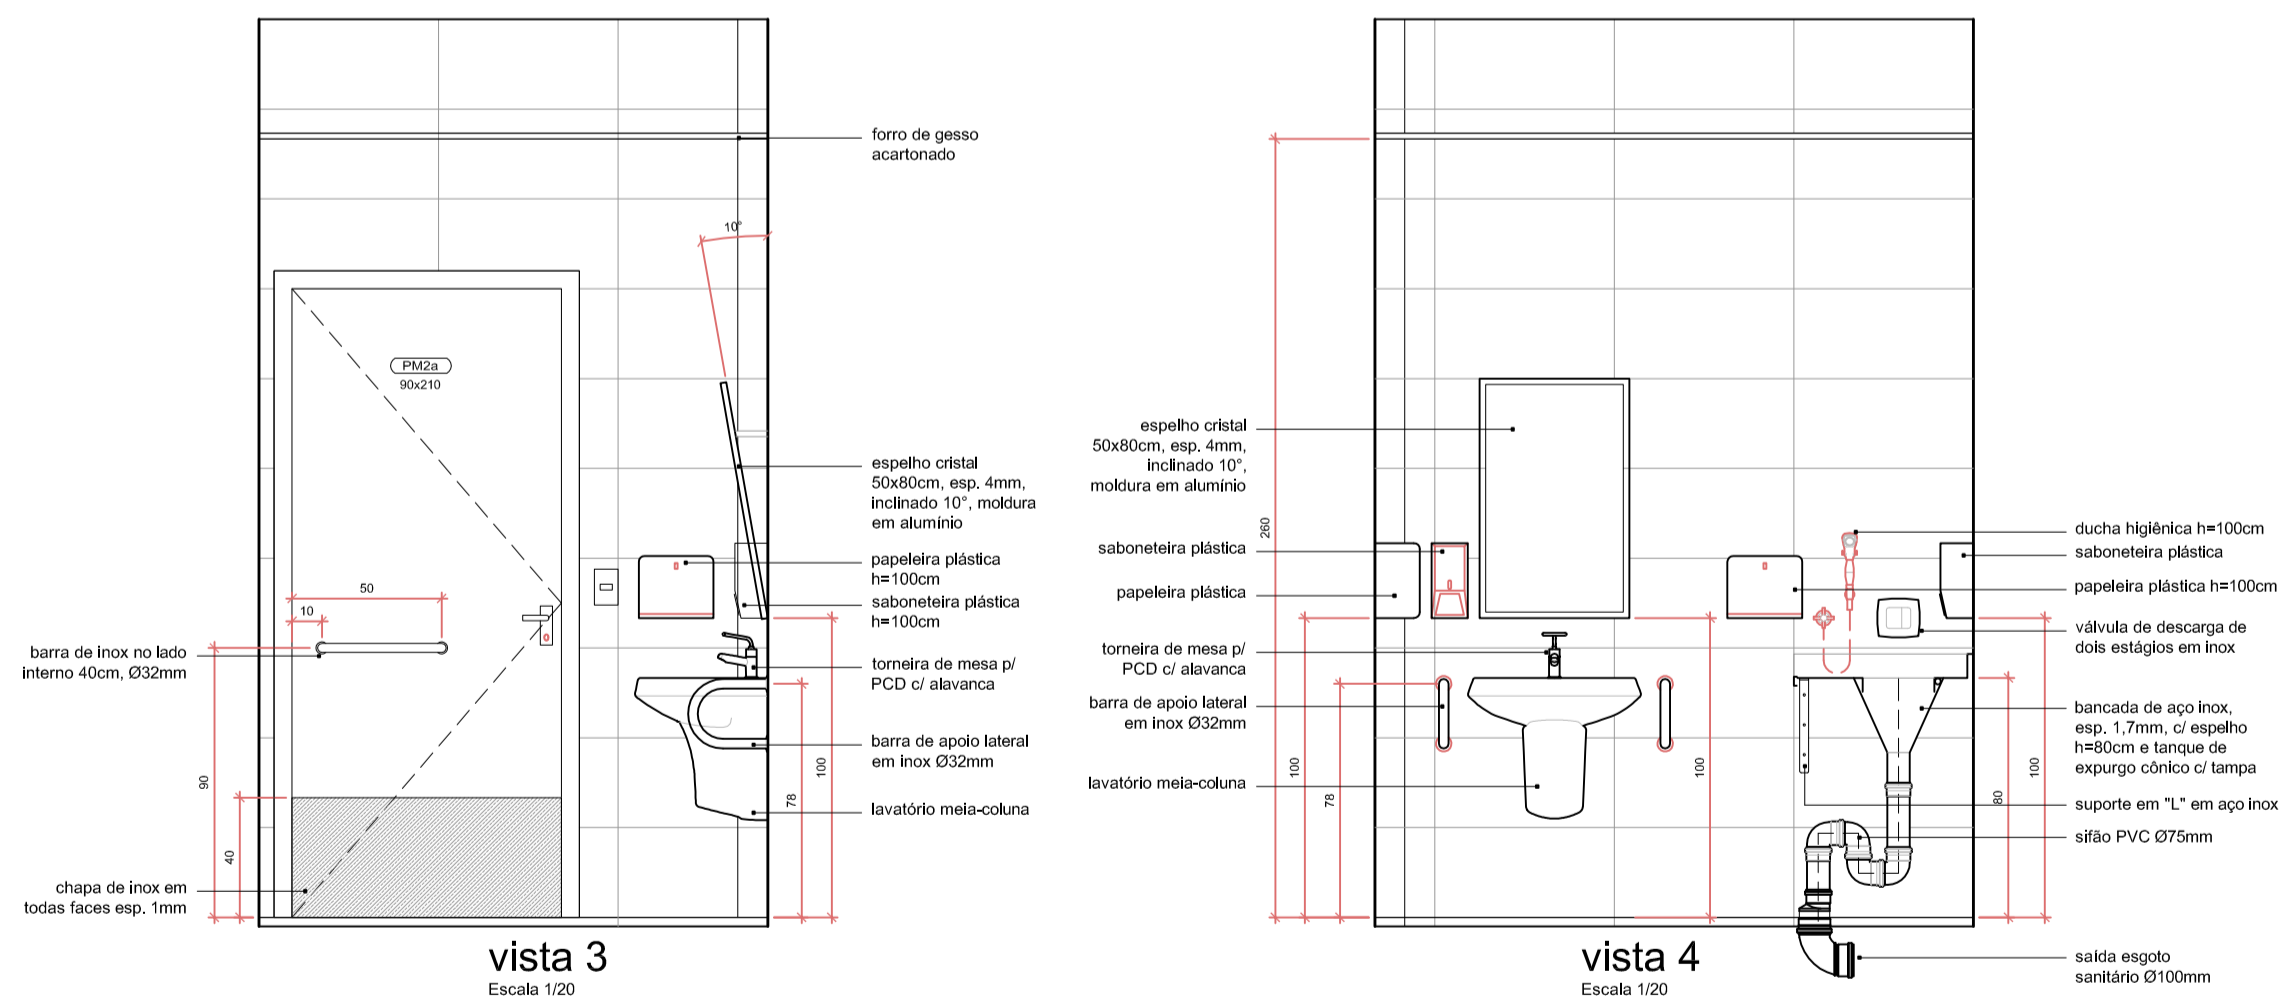 forro de gesso
acartonado
10°
PM2a
90x210
espelho cristal
50x80cm, esp. 4mm,
inclinado 10°, moldura
em alumínio
papeleira plástica
h=100cm
saboneteira plástica
h=100cm
50
10
barra de inox no lado
interno 40cm, Ø32mm
torneira de mesa p/
PCD c/ alavanca
barra de apoio lateral
em inox Ø32mm
lavatório meia-coluna
90
40
78
100
chapa de inox em
todas faces esp. 1mm
vista 3
Escala 1/20
260
espelho cristal
50x80cm, esp. 4mm,
inclinado 10°,
moldura em alumínio
saboneteira plástica
papeleira plástica
torneira de mesa p/
PCD c/ alavanca
barra de apoio lateral
em inox Ø32mm
lavatório meia-coluna
100
78
100
80
100
ducha higiênica h=100cm
saboneteira plástica
papeleira plástica h=100cm
válvula de descarga de
dois estágios em inox
bancada de aço inox,
esp. 1,7mm, c/ espelho
h=80cm e tanque de
expurgo cônico c/ tampa
suporte em "L" em aço inox
sifão PVC Ø75mm
saída esgoto
sanitário Ø100mm
vista 4
Escala 1/20